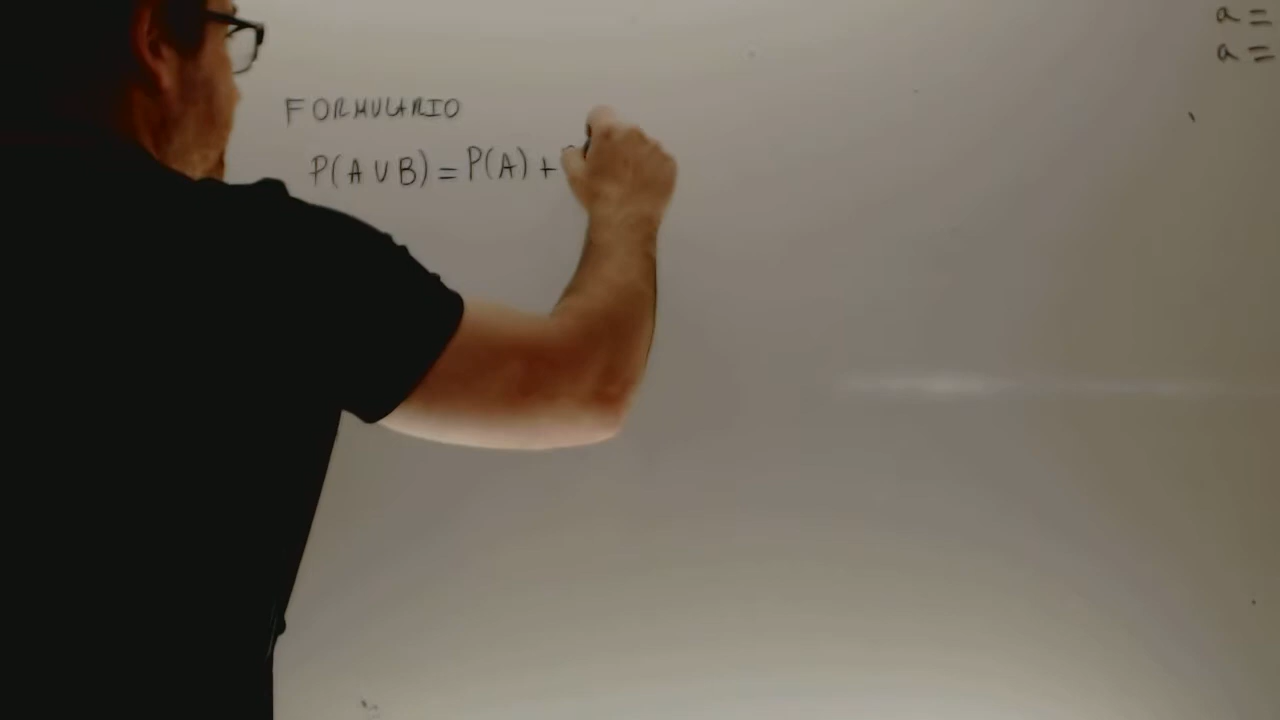 FORMULARIO
P(A∪B)=P(A)+
a=
a=